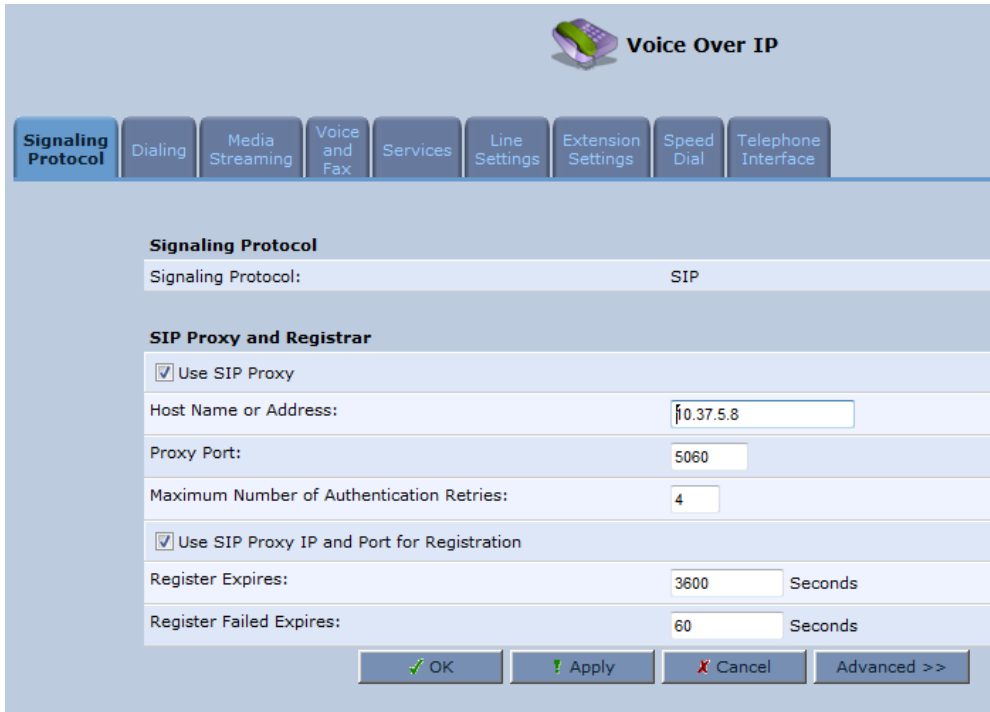 Voice Over IP
Signaling Protocol
Dialing
Media Streaming
Voice and Fax
Services
Line Settings
Extension Settings
Speed Dial
Telephone Interface
Signaling Protocol
Signaling Protocol: SIP
SIP Proxy and Registrar
Use SIP Proxy
Host Name or Address: 10.37.5.8
Proxy Port: 5060
Maximum Number of Authentication Retries: 4
Use SIP Proxy IP and Port for Registration
Register Expires: 3600 Seconds
Register Failed Expires: 60 Seconds
OK Apply Cancel Advanced >>